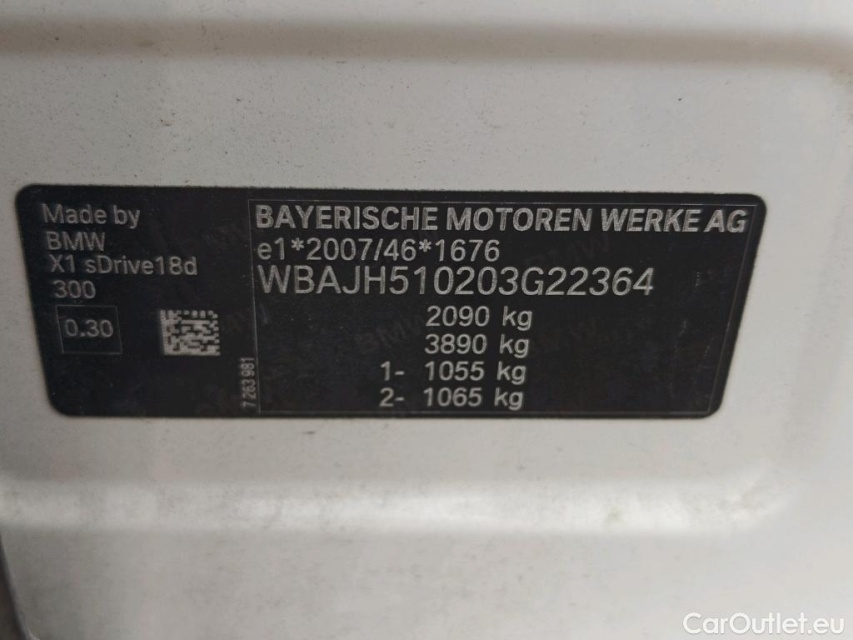 Made by
BMW
X1 sDrive18d
300
0.30
7 263 981
BAYERISCHE MOTOREN WERKE AG
e1*2007/46*1676
WBAJH510203G22364
2090 kg
3890 kg
1- 1055 kg
2- 1065 kg
CarOutlet.eu